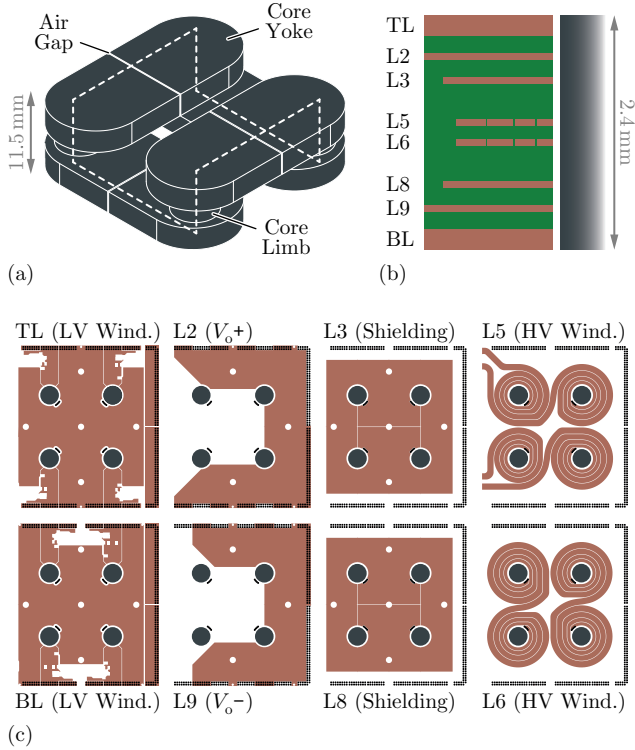 Air
Gap
Core
Yoke
11.5 mm
Core
Limb
(a)
TL
L2
L3
L5
L6
L8
L9
BL
2.4 mm
(b)
TL (LV Wind.) L2 (Vₒ+) L3 (Shielding) L5 (HV Wind.)
BL (LV Wind.) L9 (Vₒ−) L8 (Shielding) L6 (HV Wind.)
(c)